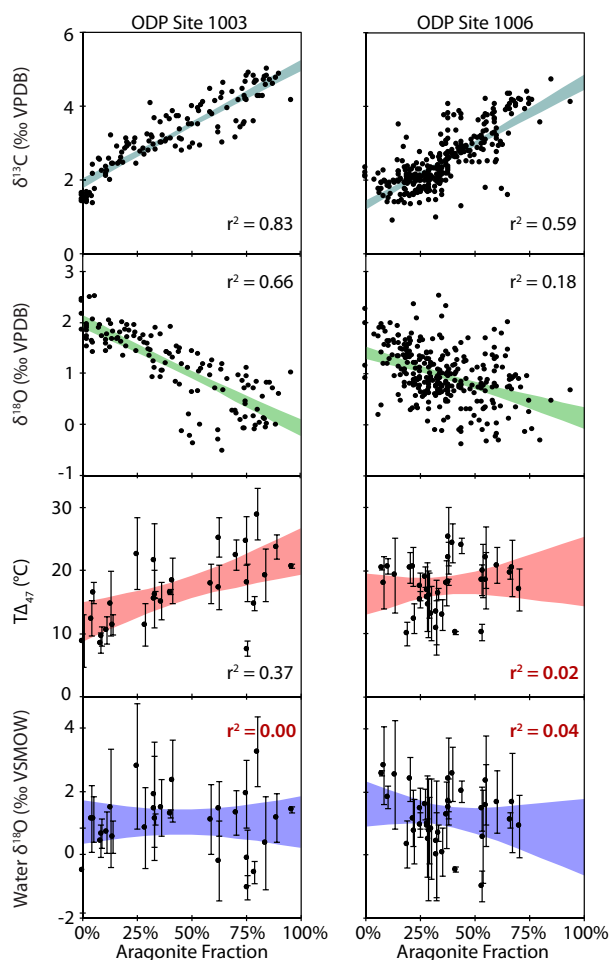 ODP Site 1003
ODP Site 1006
δ¹³C (‰ VPDB)
6
4
2
0
r² = 0.83
r² = 0.59
δ¹⁸O (‰ VPDB)
3
2
1
0
-1
r² = 0.66
r² = 0.18
TΔ₄₇ (°C)
30
20
10
0
r² = 0.37
r² = 0.02
Water δ¹⁸O (‰ VSMOW)
4
2
0
-2
r² = 0.00
r² = 0.04
0% 25% 50% 75% 100%
0% 25% 50% 75% 100%
Aragonite Fraction
Aragonite Fraction